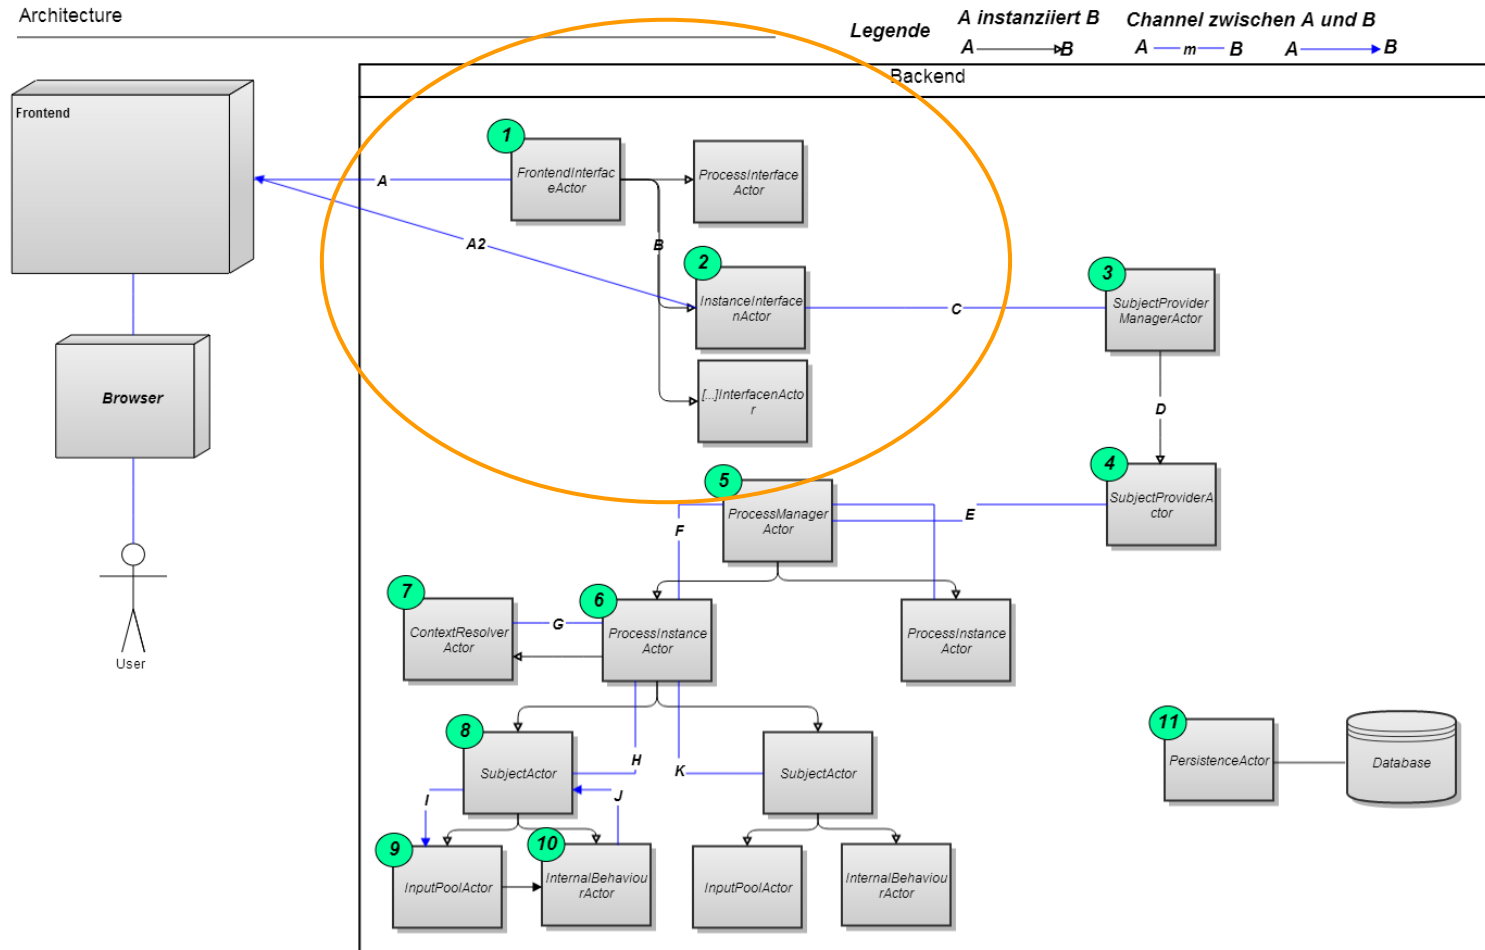 Architecture
Legende
A instanziiert B
Channel zwischen A und B
A B
A m B
A B
Backend
Frontend
1
FrontendInterfac
eActor
ProcessInterface
Actor
A
A2
B
2
InstanceInterface
nActor
C
3
SubjectProvider
ManagerActor
[...]InterfacenActo
r
Browser
D
4
SubjectProviderA
ctor
5
ProcessManager
Actor
E
F
User
7
ContextResolver
Actor
G
6
ProcessInstance
Actor
ProcessInstance
Actor
8
SubjectActor
H
K
SubjectActor
11
PersistenceActor
Database
I
J
9
InputPoolActor
10
InternalBehaviou
rActor
InputPoolActor
InternalBehaviou
rActor